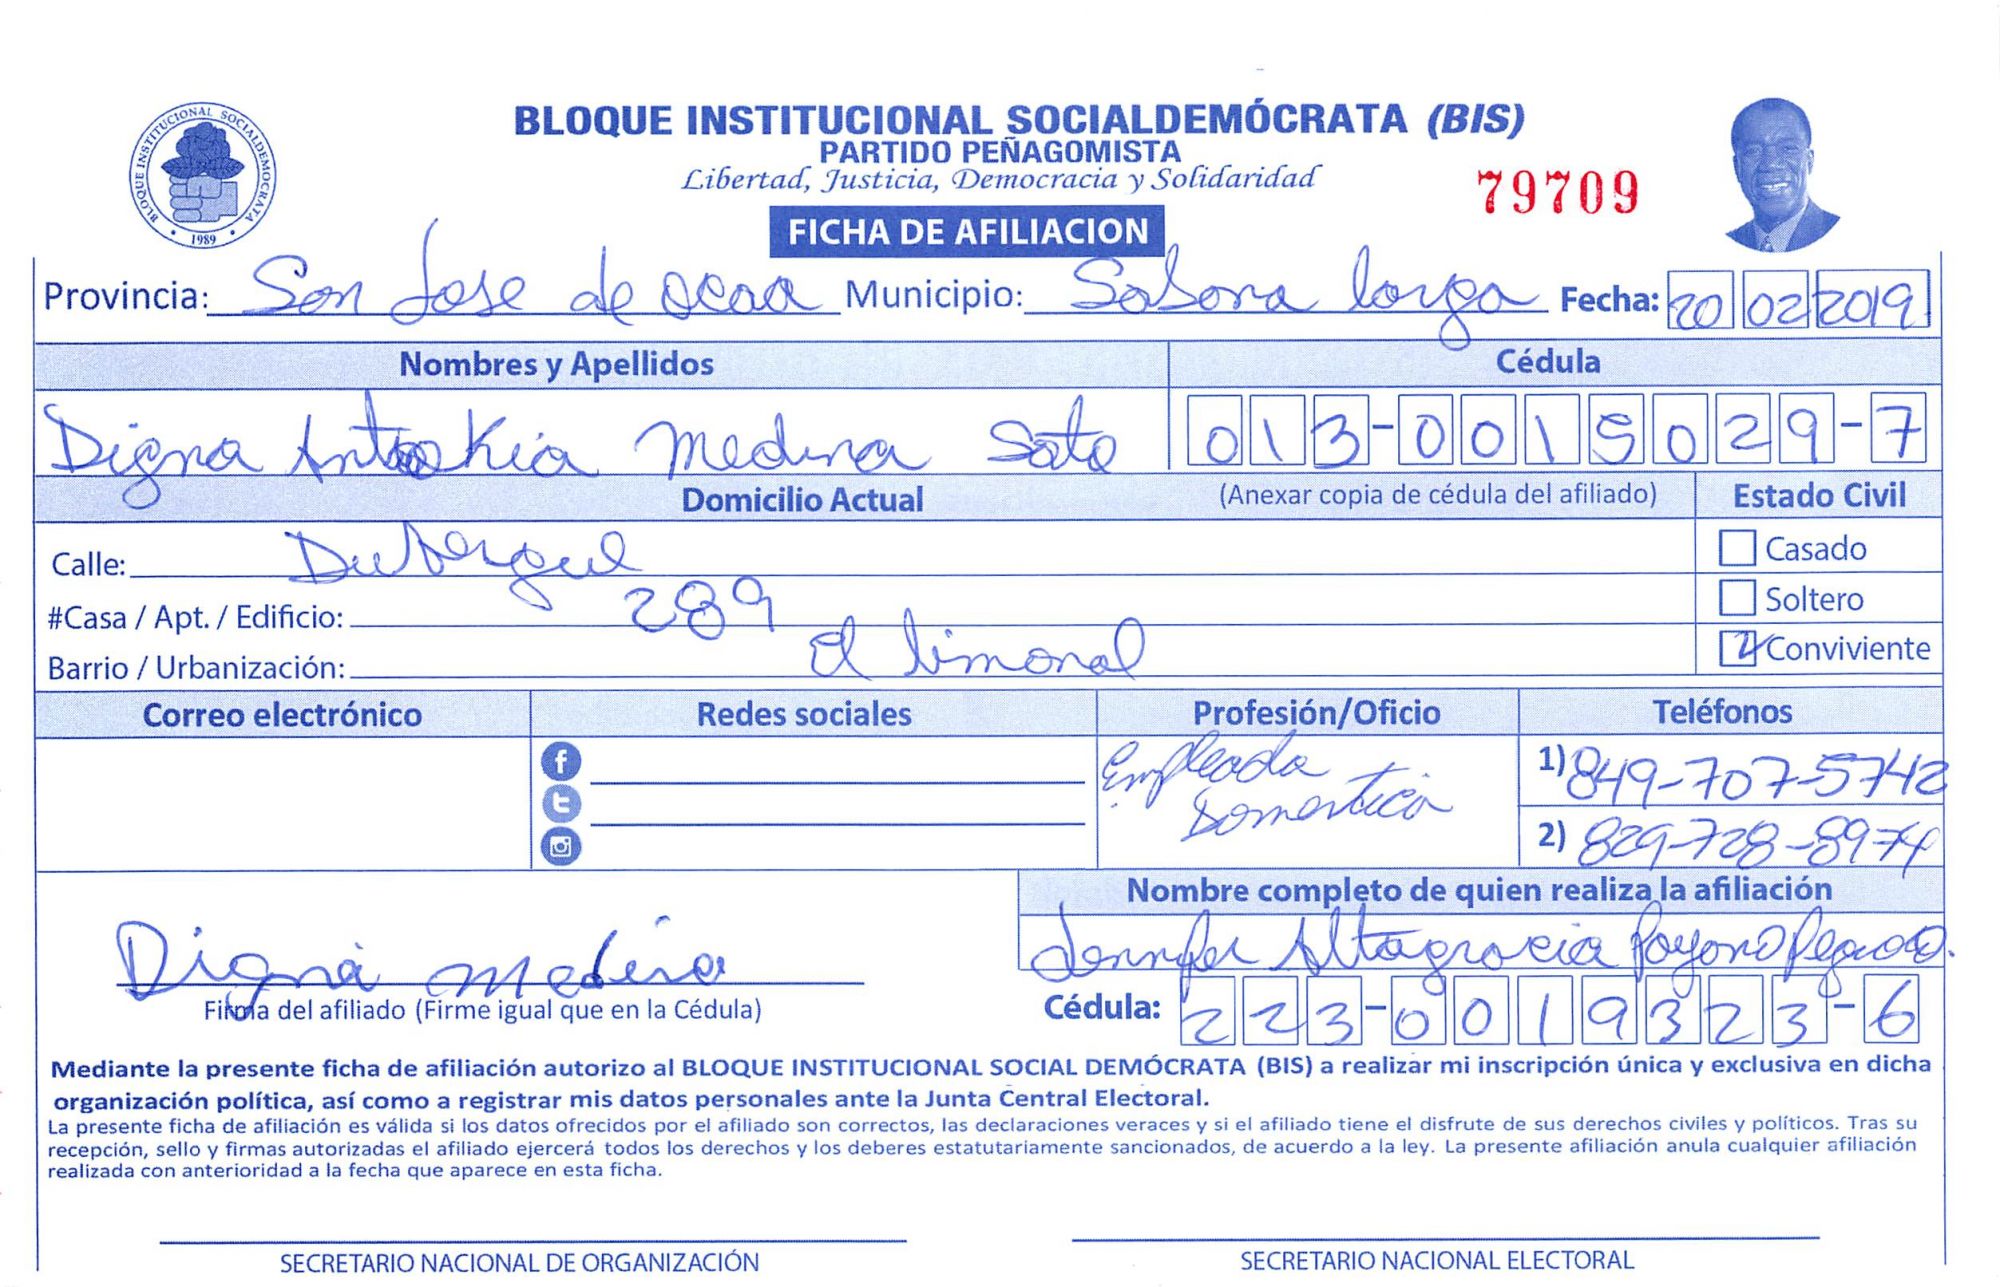 BLOQUE INSTITUCIONAL SOCIALDEMÓCRATA (BIS)
PARTIDO PEÑAGOMISTA
Libertad, Justicia, Democracia y Solidaridad
79709
BLOQUE INSTITUCIONAL SOCIALDEMOCRATA
1989
FICHA DE AFILIACION
Provincia: San Jose de Ocoa Municipio: Sabana larga Fecha: 20 02 2019
Nombres y Apellidos Cédula
Digna Medina Soto 013-0015029-7
Domicilio Actual (Anexar copia de cédula del afiliado) Estado Civil
Calle: Duvergel Casado
#Casa / Apt. / Edificio: 289 Soltero
Barrio / Urbanización: El limonal Conviviente
Correo electrónico Redes sociales Profesión/Oficio Teléfonos
Empleada 1) 849-707-5742
Domestica 2) 829-728-8974
Nombre completo de quien realiza la afiliación
Digna medina Jennifer Altagracia
Firma del afiliado (Firme igual que en la Cédula) Cédula: 223-0019323-6
Mediante la presente ficha de afiliación autorizo al BLOQUE INSTITUCIONAL SOCIAL DEMÓCRATA (BIS) a realizar mi inscripción única y exclusiva en dicha
organización política, así como a registrar mis datos personales ante la Junta Central Electoral.
La presente ficha de afiliación es válida si los datos ofrecidos por el afiliado son correctos, las declaraciones veraces y si el afiliado tiene el disfrute de sus derechos civiles y políticos. Tras su
recepción, sello y firmas autorizadas el afiliado ejercerá todos los derechos y los deberes estatutariamente sancionados, de acuerdo a la ley. La presente afiliación anula cualquier afiliación
realizada con anterioridad a la fecha que aparece en esta ficha.
SECRETARIO NACIONAL DE ORGANIZACIÓN SECRETARIO NACIONAL ELECTORAL